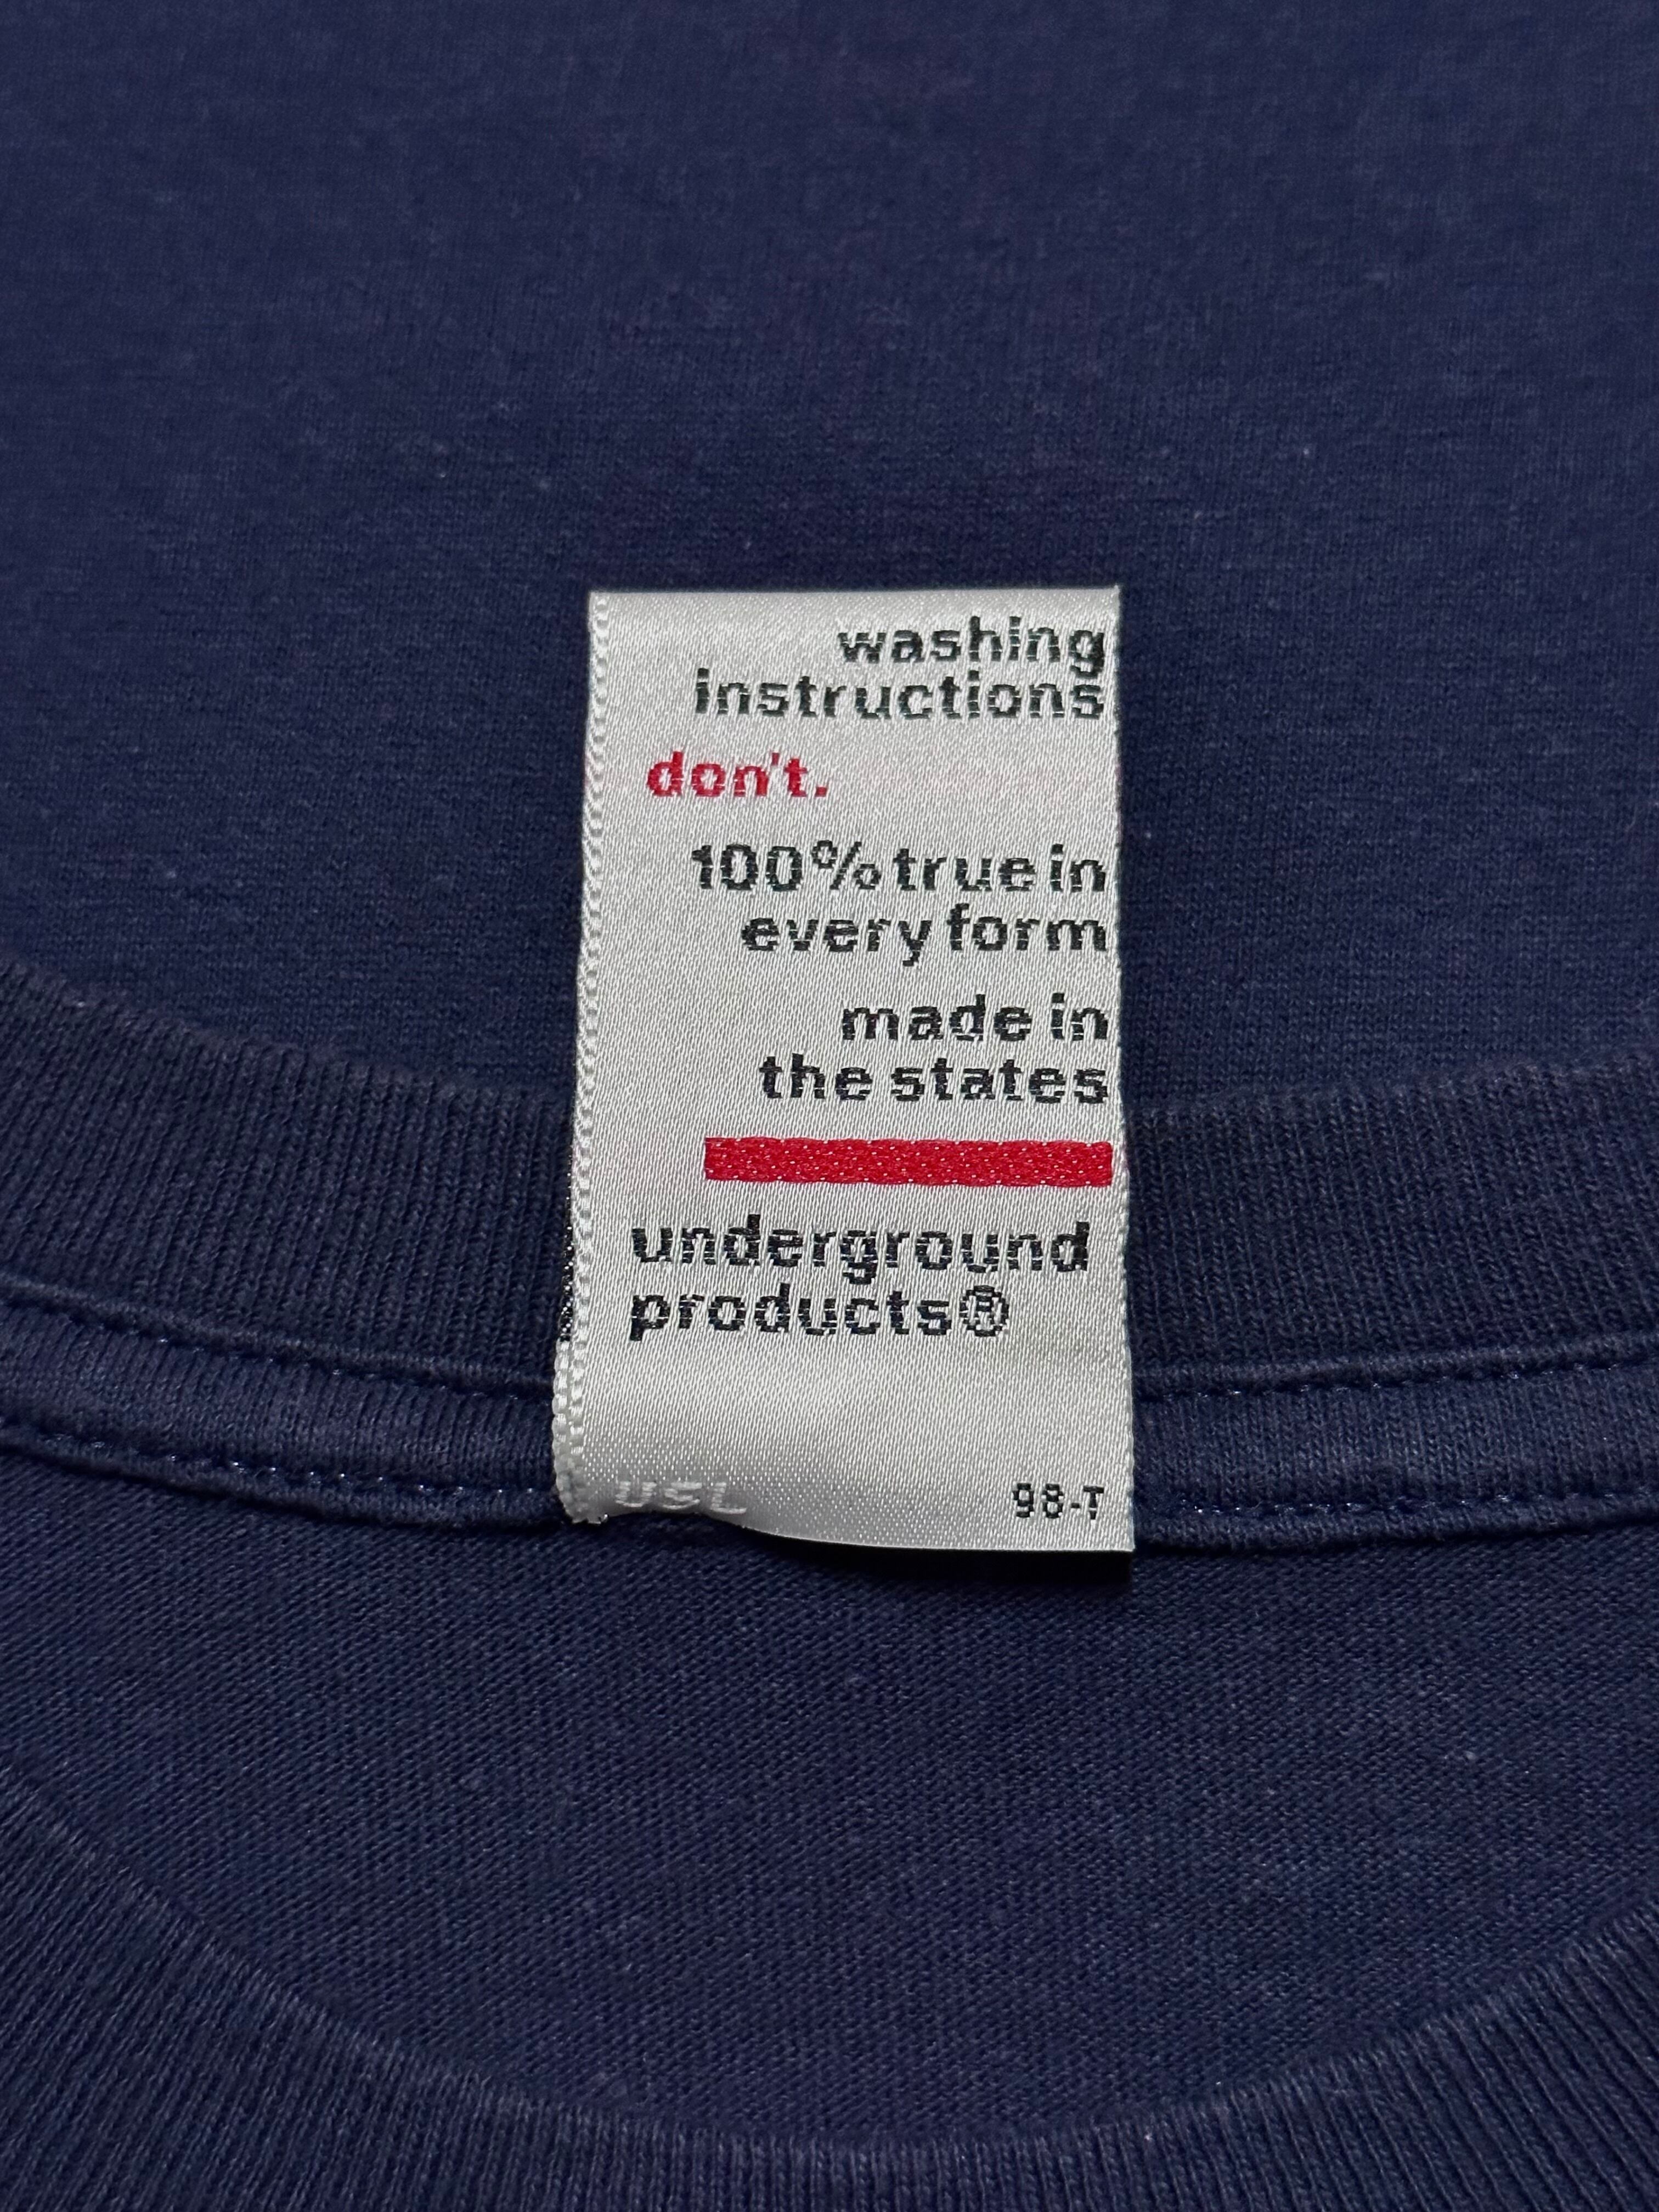 washing
instructions
don't.
100% true in
every form
made in
the states
underground
products®
USL
98-T